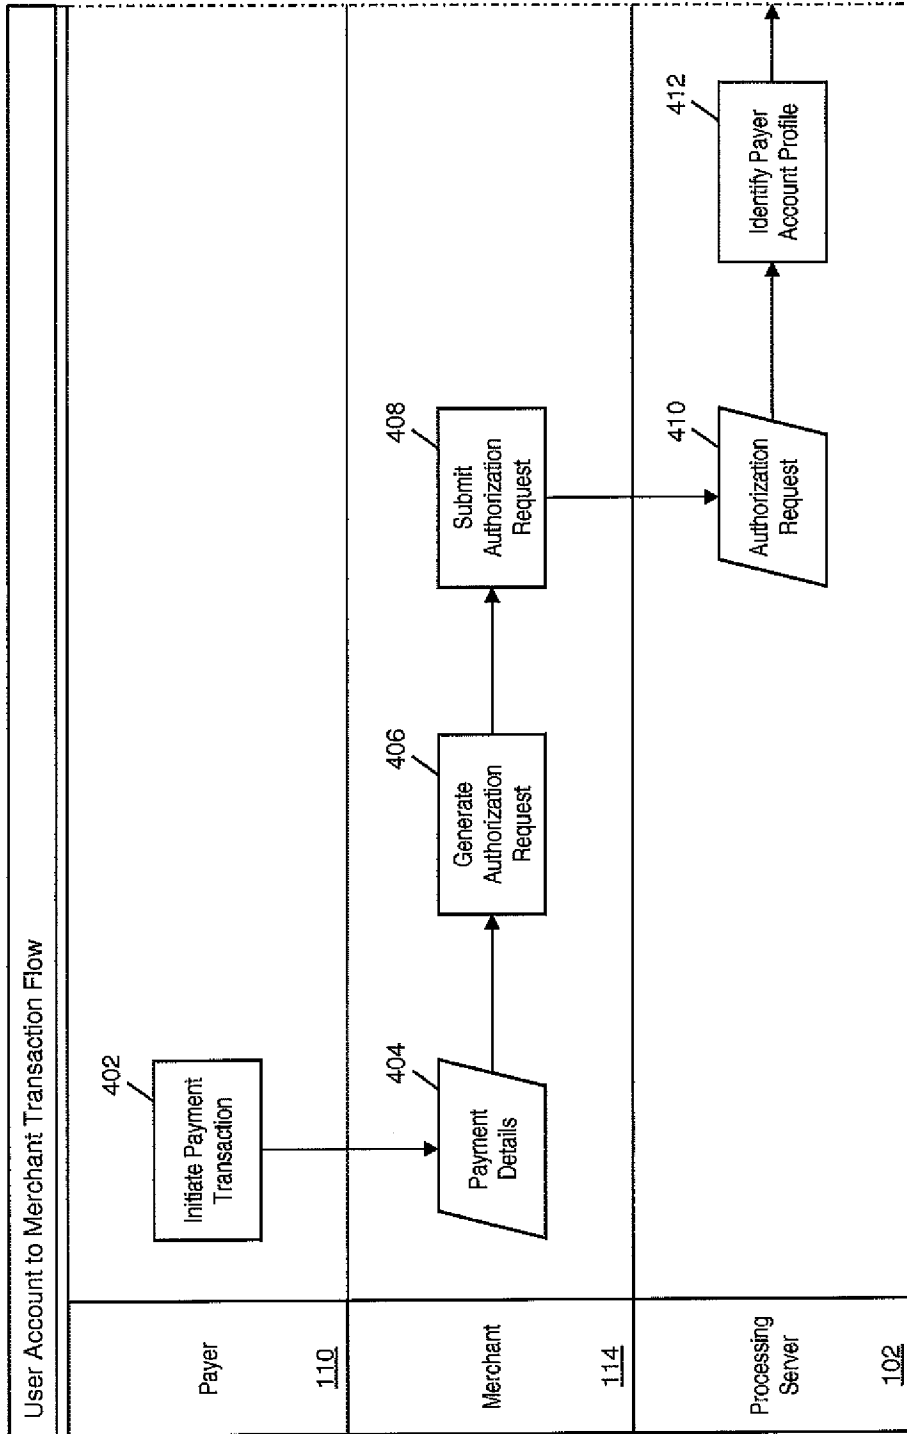 User Account to Merchant Transaction Flow
Payer
110
402
Initiate Payment
Transaction
Merchant
114
404
Payment
Details
406
Generate
Authorization
Request
408
Submit
Authorization
Request
Processing
Server
102
410
Authorization
Request
412
Identify Payer
Account Profile